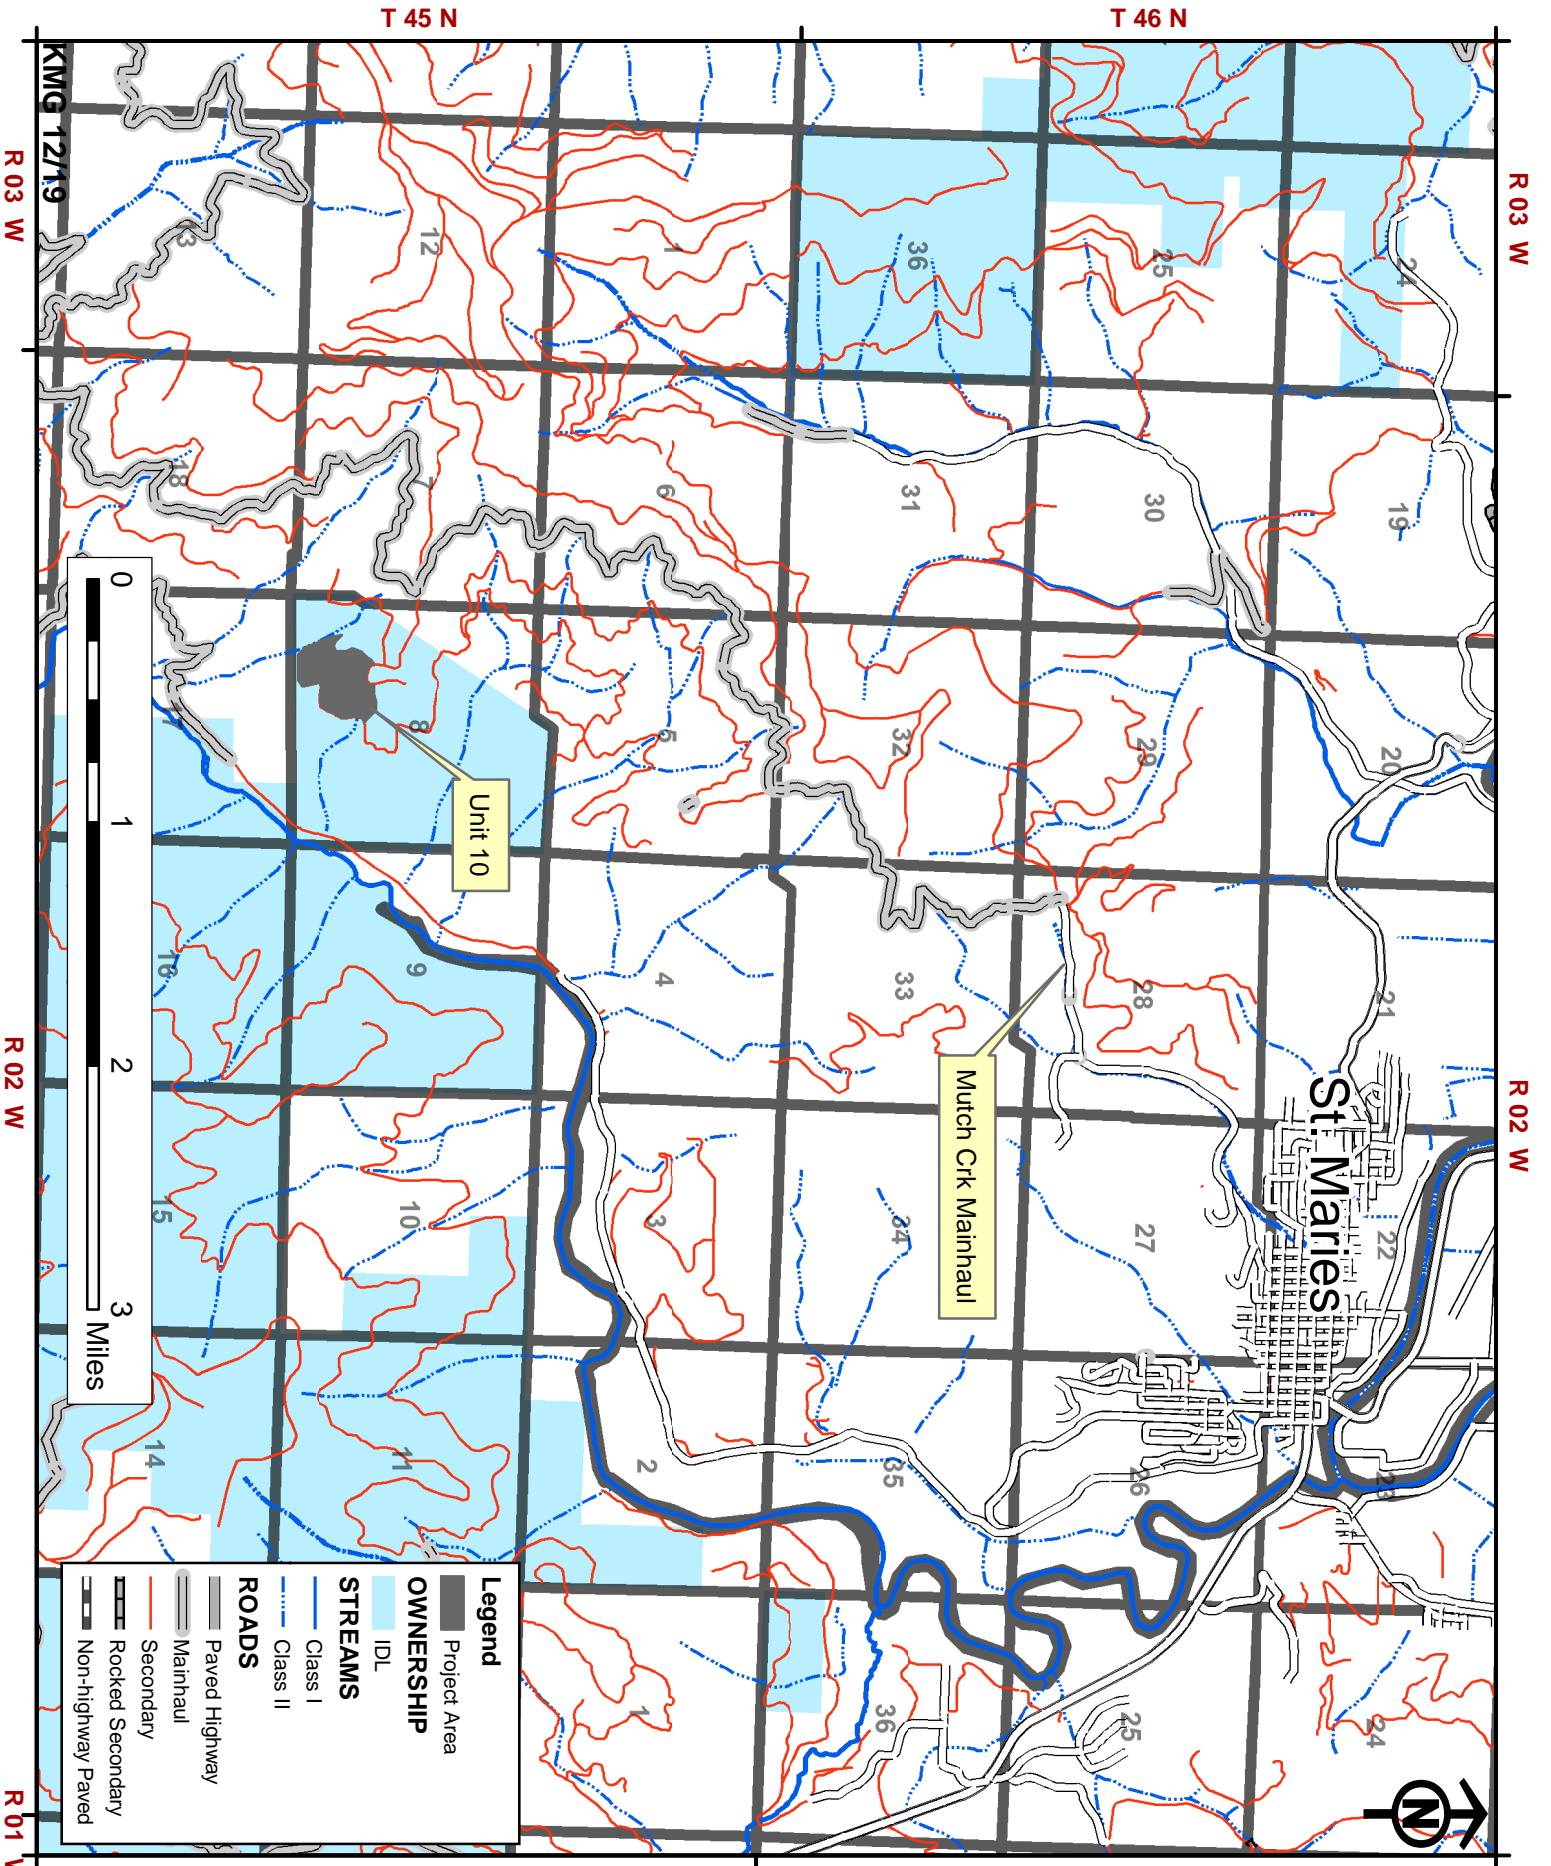 T 45 N
T 46 N
R 03 W
R 02 W
R 01 W
R 03 W
R 02 W
KMG 12/19
24
19
20
21
22
23
24
25
30
29
28
27
26
25
36
31
32
33
34
35
36
1
6
5
4
3
2
1
12
7
8
9
10
11
13
18
17
16
15
14
St. Maries
Mutch Crk Mainhaul
Unit 10
0
1
2
3 Miles
Legend
Project Area
OWNERSHIP
IDL
STREAMS
Class I
Class II
ROADS
Paved Highway
Mainhaul
Secondary
Rocked Secondary
Non-highway Paved
N